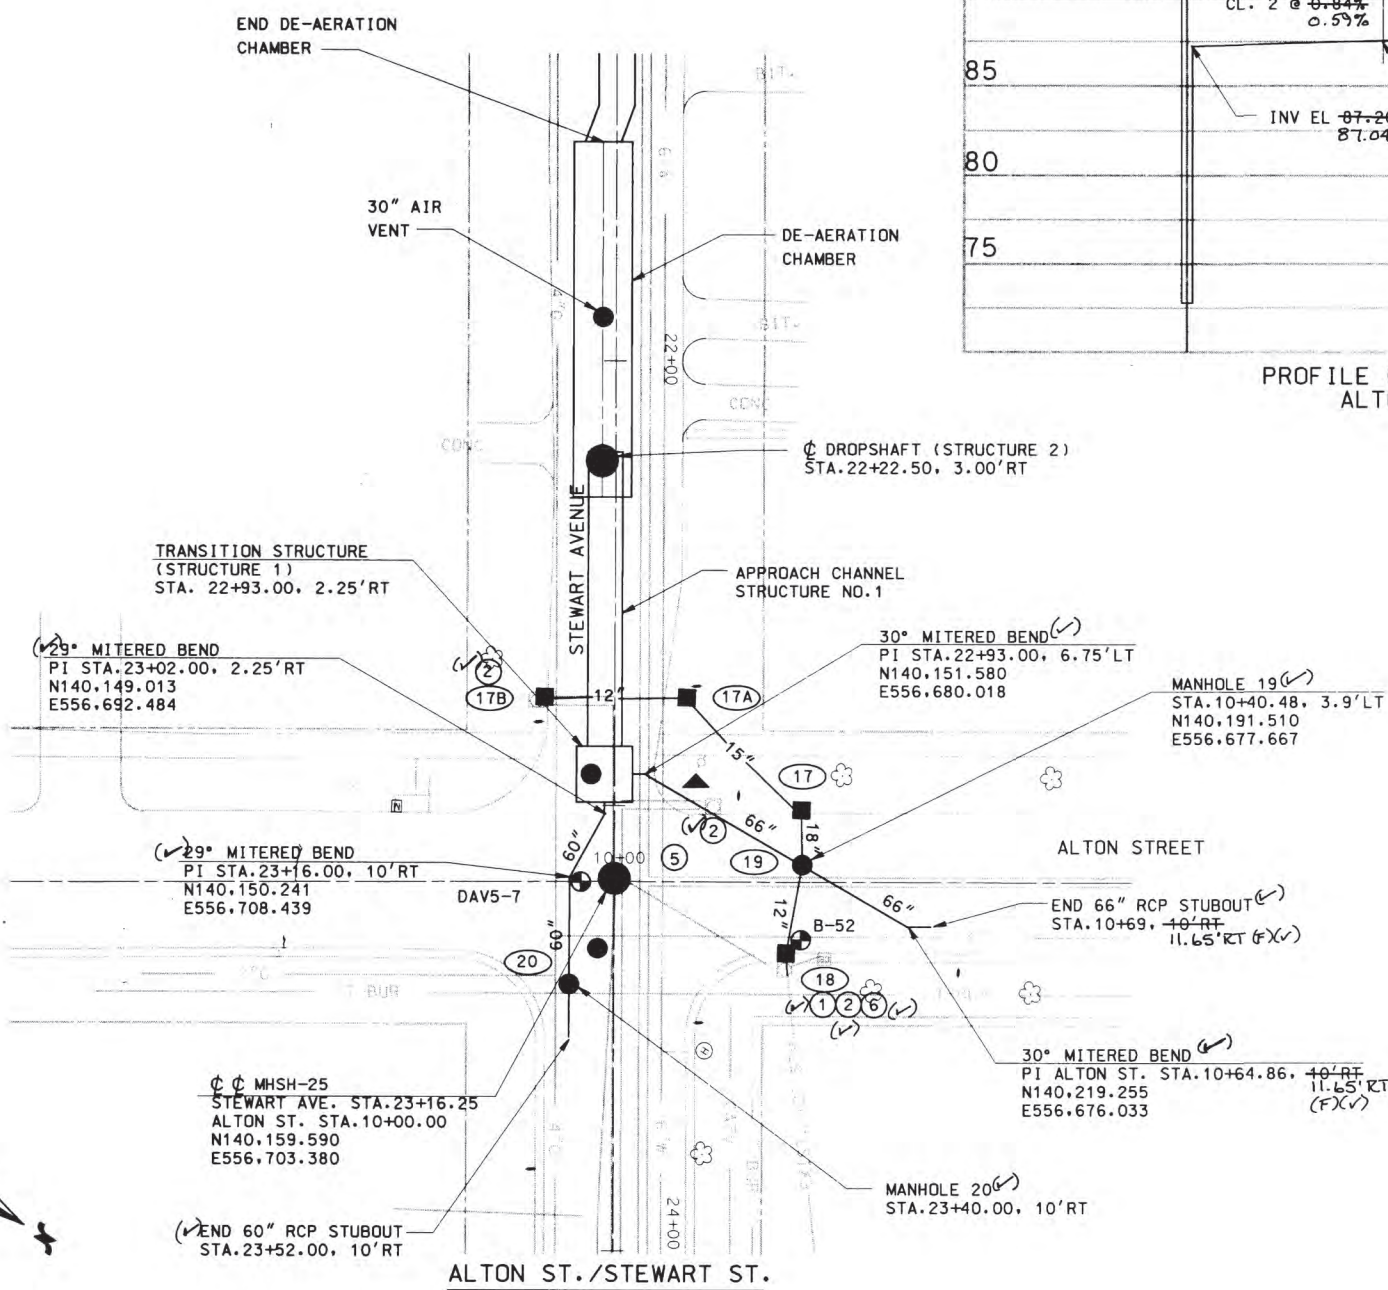 END DE-AERATION
CHAMBER
CL. 2 @ 0.84%
0.59%
85
INV EL 87.2
87.04
80
75
PROFILE
ALT
BIT.
6"G
30" AIR
VENT
DE-AERATION
CHAMBER
4"G
BIT.
22+00
CONC
CONC
℄ DROPSHAFT (STRUCTURE 2)
STA.22+22.50, 3.00'RT
STEWART AVENUE
TRANSITION STRUCTURE
(STRUCTURE 1)
STA. 22+93.00, 2.25'RT
APPROACH CHANNEL
STRUCTURE NO.1
(✓) 29° MITERED BEND
PI STA.23+02.00, 2.25'RT
N140,149.013
E556,692.484
(✓)
2
17B
12"
17A
30° MITERED BEND (✓)
PI STA.22+93.00, 6.75'LT
N140,151.580
E556,680.018
MANHOLE 19 (✓)
STA.10+40.48, 3.9'LT
N140,191.510
E556,677.667
15"
17
N
66"
(✓) 2
18"
60"
10+00
5
19
ALTON STREET
(✓) 29° MITERED BEND
PI STA.23+16.00, 10'RT
N140,150.241
E556,708.439
DAV5-7
12"
66"
B-52
END 66" RCP STUBOUT (✓)
STA.10+69, 10'RT
11.65'RT (F)(✓)
60"
20
18
(✓) 1 2 6 (✓)
(✓)
T BUR
H
30° MITERED BEND (✓)
PI ALTON ST. STA.10+64.86, 10'RT
11.65'RT
N140,219.255
(F)(✓)
E556,676.033
℄ ℄ MHSH-25
STEWART AVE. STA.23+16.25
ALTON ST. STA.10+00.00
N140,159.590
E556,703.380
4"G
MANHOLE 20 (✓)
STA.23+40.00, 10'RT
24+00
(✓) END 60" RCP STUBOUT
STA.23+52.00, 10'RT
ALTON ST./STEWART ST.